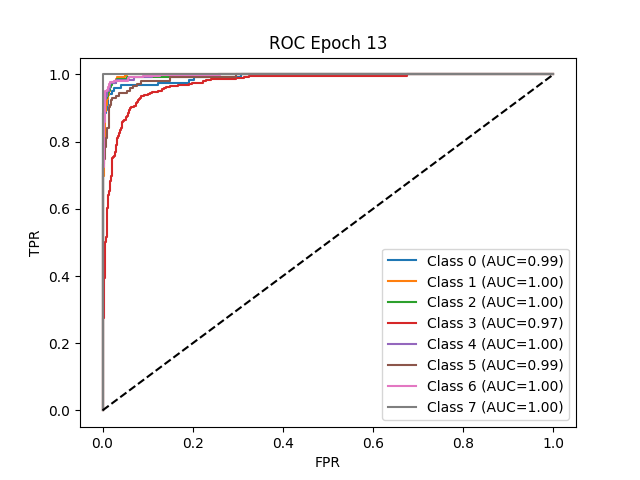 ROC Epoch 13
1.0
0.8
0.6
0.4
0.2
0.0
TPR
Class 0 (AUC=0.99)
Class 1 (AUC=1.00)
Class 2 (AUC=1.00)
Class 3 (AUC=0.97)
Class 4 (AUC=1.00)
Class 5 (AUC=0.99)
Class 6 (AUC=1.00)
Class 7 (AUC=1.00)
0.0 0.2 0.4 0.6 0.8 1.0
FPR